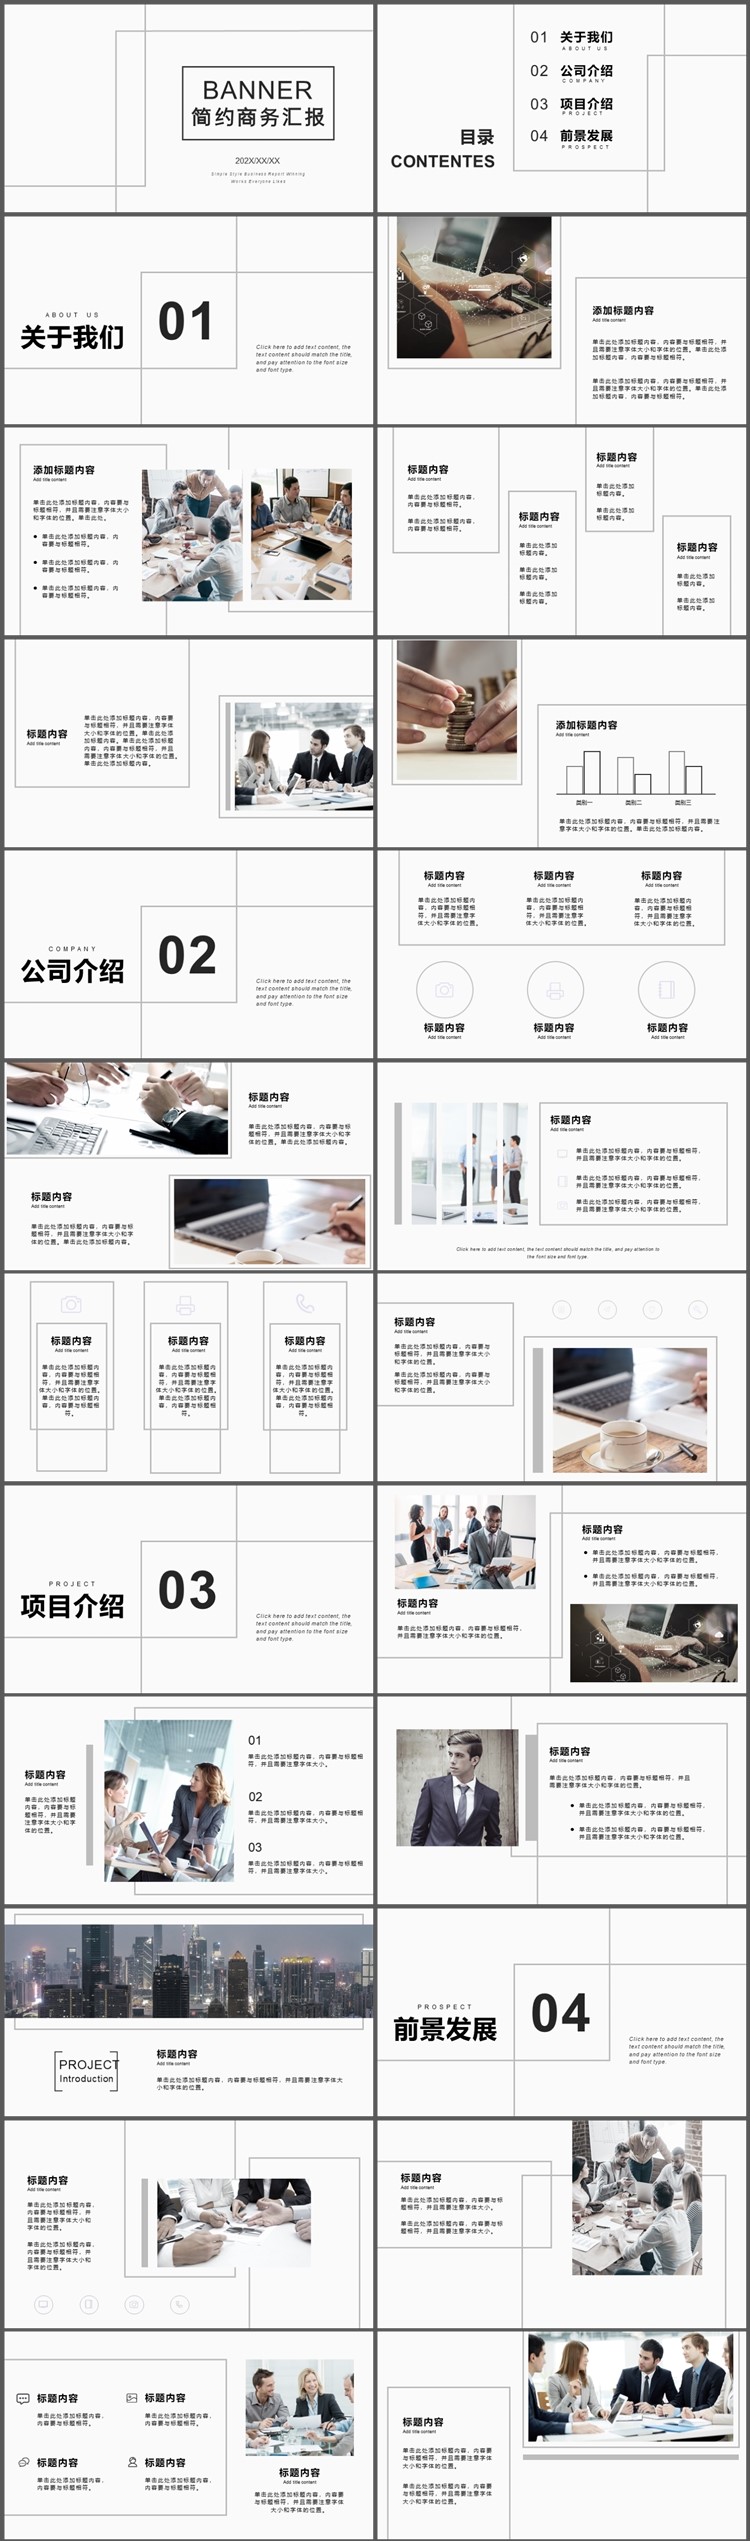 BANNER
简约商务汇报
202X/XX/XX
Simple Style Business Report Winning
Works Everyone Likes
01 关于我们
ABOUT US
02 公司介绍
COMPANY
03 项目介绍
PROJECT
04 前景发展
PROSPECT
目录
CONTENTES
ABOUT US
关于我们
01
Click here to add text content, the
text content should match the title,
and pay attention to the font size
and font type.
添加标题内容
Add title content
单击此处添加标题内容，内容要与标题相符，并
且需要注意字体大小和字体的位置。单击此处添
加标题内容，内容要与标题相符。
单击此处添加标题内容，内容要与标题相符，并
且需要注意字体大小和字体的位置。单击此处添
加标题内容，内容要与标题相符。
添加标题内容
Add title content
单击此处添加标题内容，内容要与
标题相符，并且需要注意字体大小
和字体的位置。单击此处。
单击此处添加标题内容，内
容要与标题相符。
单击此处添加标题内容，内
容要与标题相符。
单击此处添加标题内容，内
容要与标题相符。
标题内容
Add title content
单击此处添加标题内容，内
容要与标题相符。
单击此处添加标题内容，内
容要与标题相符。
标题内容
Add title content
单击此处添加
标题内容。
单击此处添加
标题内容。
单击此处添加
标题内容。
标题内容
Add title content
单击此处添加
标题内容。
单击此处添加
标题内容。
标题内容
Add title content
单击此处添加
标题内容。
单击此处添加
标题内容。
标题内容
Add title content
单击此处添加标题内容，内容要
与标题相符，并且需要注意字体
大小和字体的位置。单击此处添
加标题内容。单击此处添加标题
内容，内容要与标题相符，并且
需要注意字体大小和字体的位置。
单击此处添加标题内容。
添加标题内容
Add title content
类别一 类别二 类别三
单击此处添加标题内容，内容要与标题相符，并且需要注
意字体大小和字体的位置。单击此处添加标题内容。
COMPANY
公司介绍
02
Click here to add text content, the
text content should match the title,
and pay attention to the font size
and font type.
标题内容 标题内容 标题内容
Add title content Add title content Add title content
单击此处添加标题内 单击此处添加标题内 单击此处添加标题内
容，内容要与标题相 容，内容要与标题相 容，内容要与标题相
符，并且需要注意字 符，并且需要注意字 符，并且需要注意字
体大小和字体的位置。 体大小和字体的位置。 体大小和字体的位置。
标题内容 标题内容 标题内容
Add title content Add title content Add title content
标题内容
Add title content
单击此处添加标题内容，内容要与标
题相符，并且需要注意字体大小和字
体的位置。单击此处添加标题内容。
标题内容
Add title content
单击此处添加标题内容，内容要与标
题相符，并且需要注意字体大小和字
体的位置。单击此处添加标题内容。
标题内容
Add title content
单击此处添加标题内容，内容要与标题相
符，并且需要注意字体大小和字体的位置。
单击此处添加标题内容，内容要与标题相
符，并且需要注意字体大小和字体的位置。
单击此处添加标题内容，内容要与标题相
符，并且需要注意字体大小和字体的位置。
Click here to add text content, the text content should match the title, and pay attention to
the font size and font type.
标题内容 标题内容 标题内容
Add title content Add title content Add title content
单击此处添加标题内 单击此处添加标题内 单击此处添加标题内
容，内容要与标题相 容，内容要与标题相 容，内容要与标题相
符，并且需要注意字 符，并且需要注意字 符，并且需要注意字
体大小和字体的位置。 体大小和字体的位置。 体大小和字体的位置。
单击此处添加标题内 单击此处添加标题内 单击此处添加标题内
容，内容要与标题相 容，内容要与标题相 容，内容要与标题相
符。 符。 符。
标题内容
Add title content
单击此处添加标题内容，内容要与
标题相符，并且需要注意字体大小
和字体的位置。
单击此处添加标题内容，内容要与
标题相符，并且需要注意字体大小
和字体的位置。
PROJECT
项目介绍
03
Click here to add text content, the
text content should match the title,
and pay attention to the font size
and font type.
标题内容
单击此处添加标题内容，内容要与标题相符，
并且需要注意字体大小和字体的位置。
标题内容
Add title content
单击此处添加标题内容，内容要与标题相符，
并且需要注意字体大小和字体的位置。
单击此处添加标题内容，内容要与标题相符，
并且需要注意字体大小和字体的位置。
标题内容
Add title content
单击此处添加标题
内容，内容要与标
题相符，并且需要
注意字体大小和字
体的位置。
01
单击此处添加标题内容，内容要与标题相
符，并且需要注意字体大小。
02
单击此处添加标题内容，内容要与标题相
符，并且需要注意字体大小。
03
单击此处添加标题内容，内容要与标题相
符，并且需要注意字体大小。
标题内容
Add title content
单击此处添加标题内容，内容要与标题相符，并且
需要注意字体大小和字体的位置。
单击此处添加标题内容，内容要与标题相符，
并且需要注意字体大小和字体的位置。
单击此处添加标题内容，内容要与标题相符，
并且需要注意字体大小和字体的位置。
PROJECT
Introduction
标题内容
Add title content
单击此处添加标题内容，内容要与标题相符，并且需要注意字体大
小和字体的位置。
PROSPECT
前景发展
04
Click here to add text content, the
text content should match the title,
and pay attention to the font size
and font type.
标题内容
Add title content
单击此处添加标题内容，
内容要与标题相符，并
且需要注意字体大小和
字体的位置。
单击此处添加标题内容，
内容要与标题相符，并
且需要注意字体大小和
字体的位置。
标题内容
Add title content
单击此处添加标题内容，内容要与标
题相符，并且需要注意字体大小。
单击此处添加标题内容，内容要与标
题相符，并且需要注意字体大小。
标题内容 标题内容
单击此处添加标题内容， 单击此处添加标题内容，
内容要与标题相符。 内容要与标题相符。
标题内容 标题内容
单击此处添加标题内容， 单击此处添加标题内容，
内容要与标题相符。 内容要与标题相符。
标题内容
Add title content
单击此处添加标题内容，内容要
与标题相符，并且需要注意字体
大小和字体的位置。
标题内容
Add title content
单击此处添加标题内容，内
容要与标题相符。
单击此处添加标题内容，内
容要与标题相符。